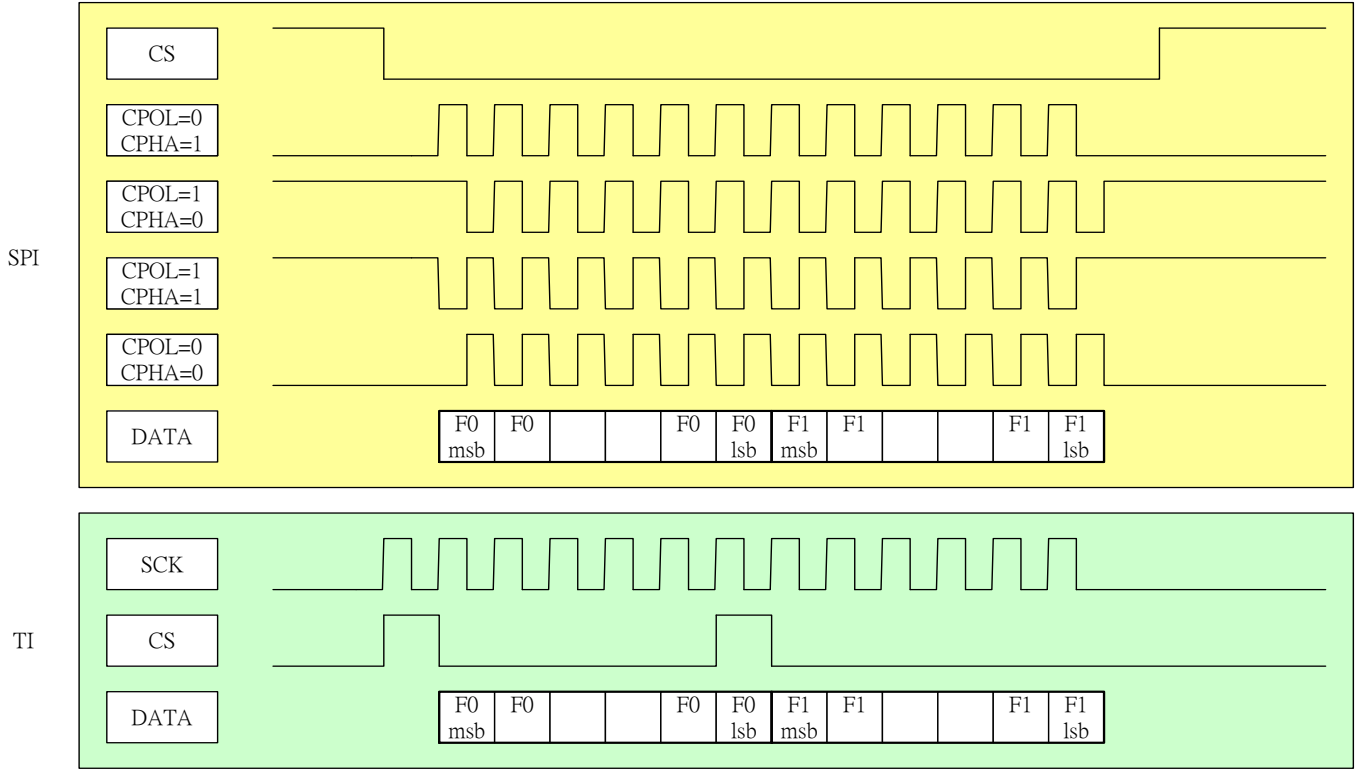 CS
CPOL=0
CPHA=1
CPOL=1
CPHA=0
SPI
CPOL=1
CPHA=1
CPOL=0
CPHA=0
DATA
F0 F0 F0 F0 F1 F1 F1 F1
msb lsb msb lsb
SCK
TI
CS
DATA
F0 F0 F0 F0 F1 F1 F1 F1
msb lsb msb lsb